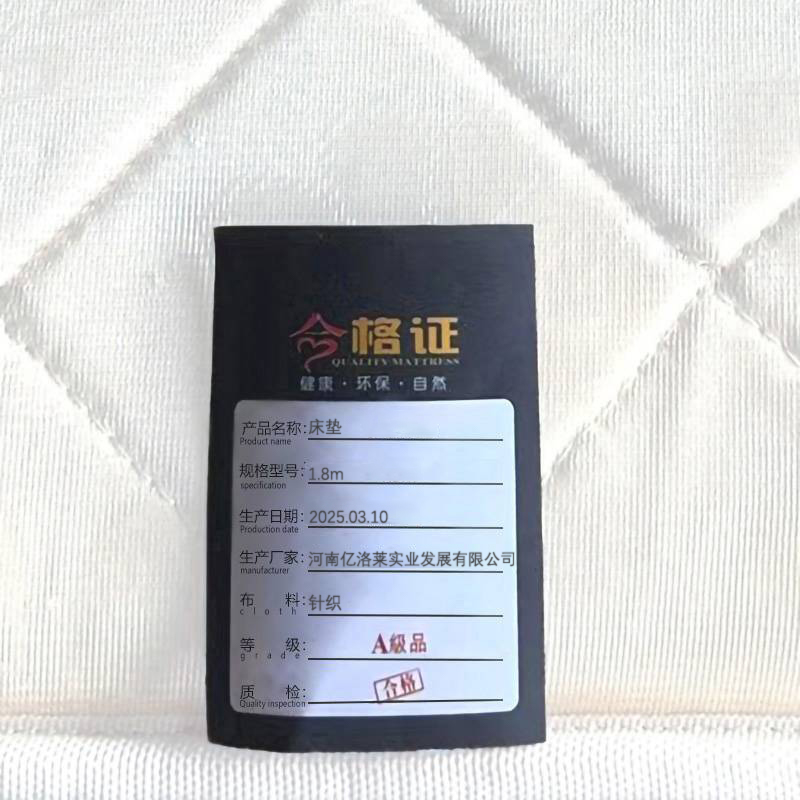 合格证
QUALITY MATTRESS
健康·环保·自然
产品名称:床垫
Product name
规格型号:1.8m
specification
生产日期:2025.03.10
Production date
生产厂家:河南亿洛莱实业发展有限公司
manufacturer
布 料:针织
cloth
等 级: A級品
grade
质 检: 合格
Quality inspection